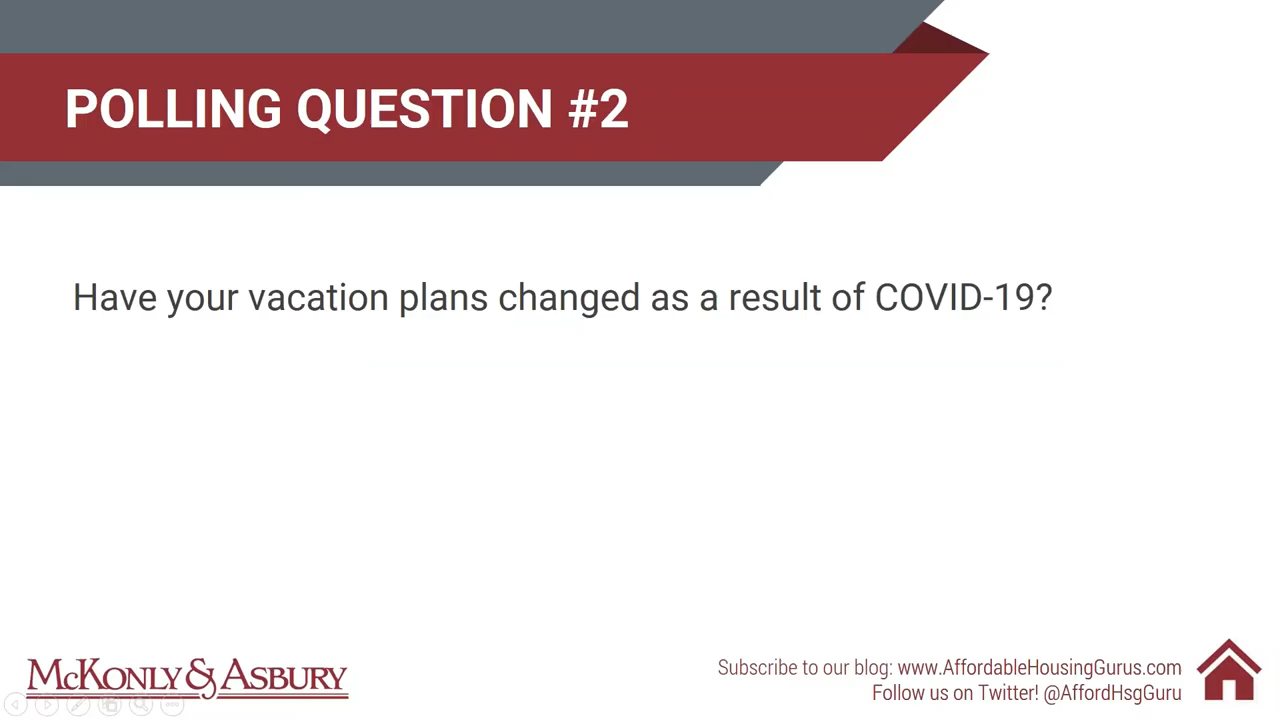 POLLING QUESTION #2
Have your vacation plans changed as a result of COVID-19?
McKonly & Asbury
Subscribe to our blog: www.AffordableHousingGurus.com
Follow us on Twitter! @AffordHsgGuru